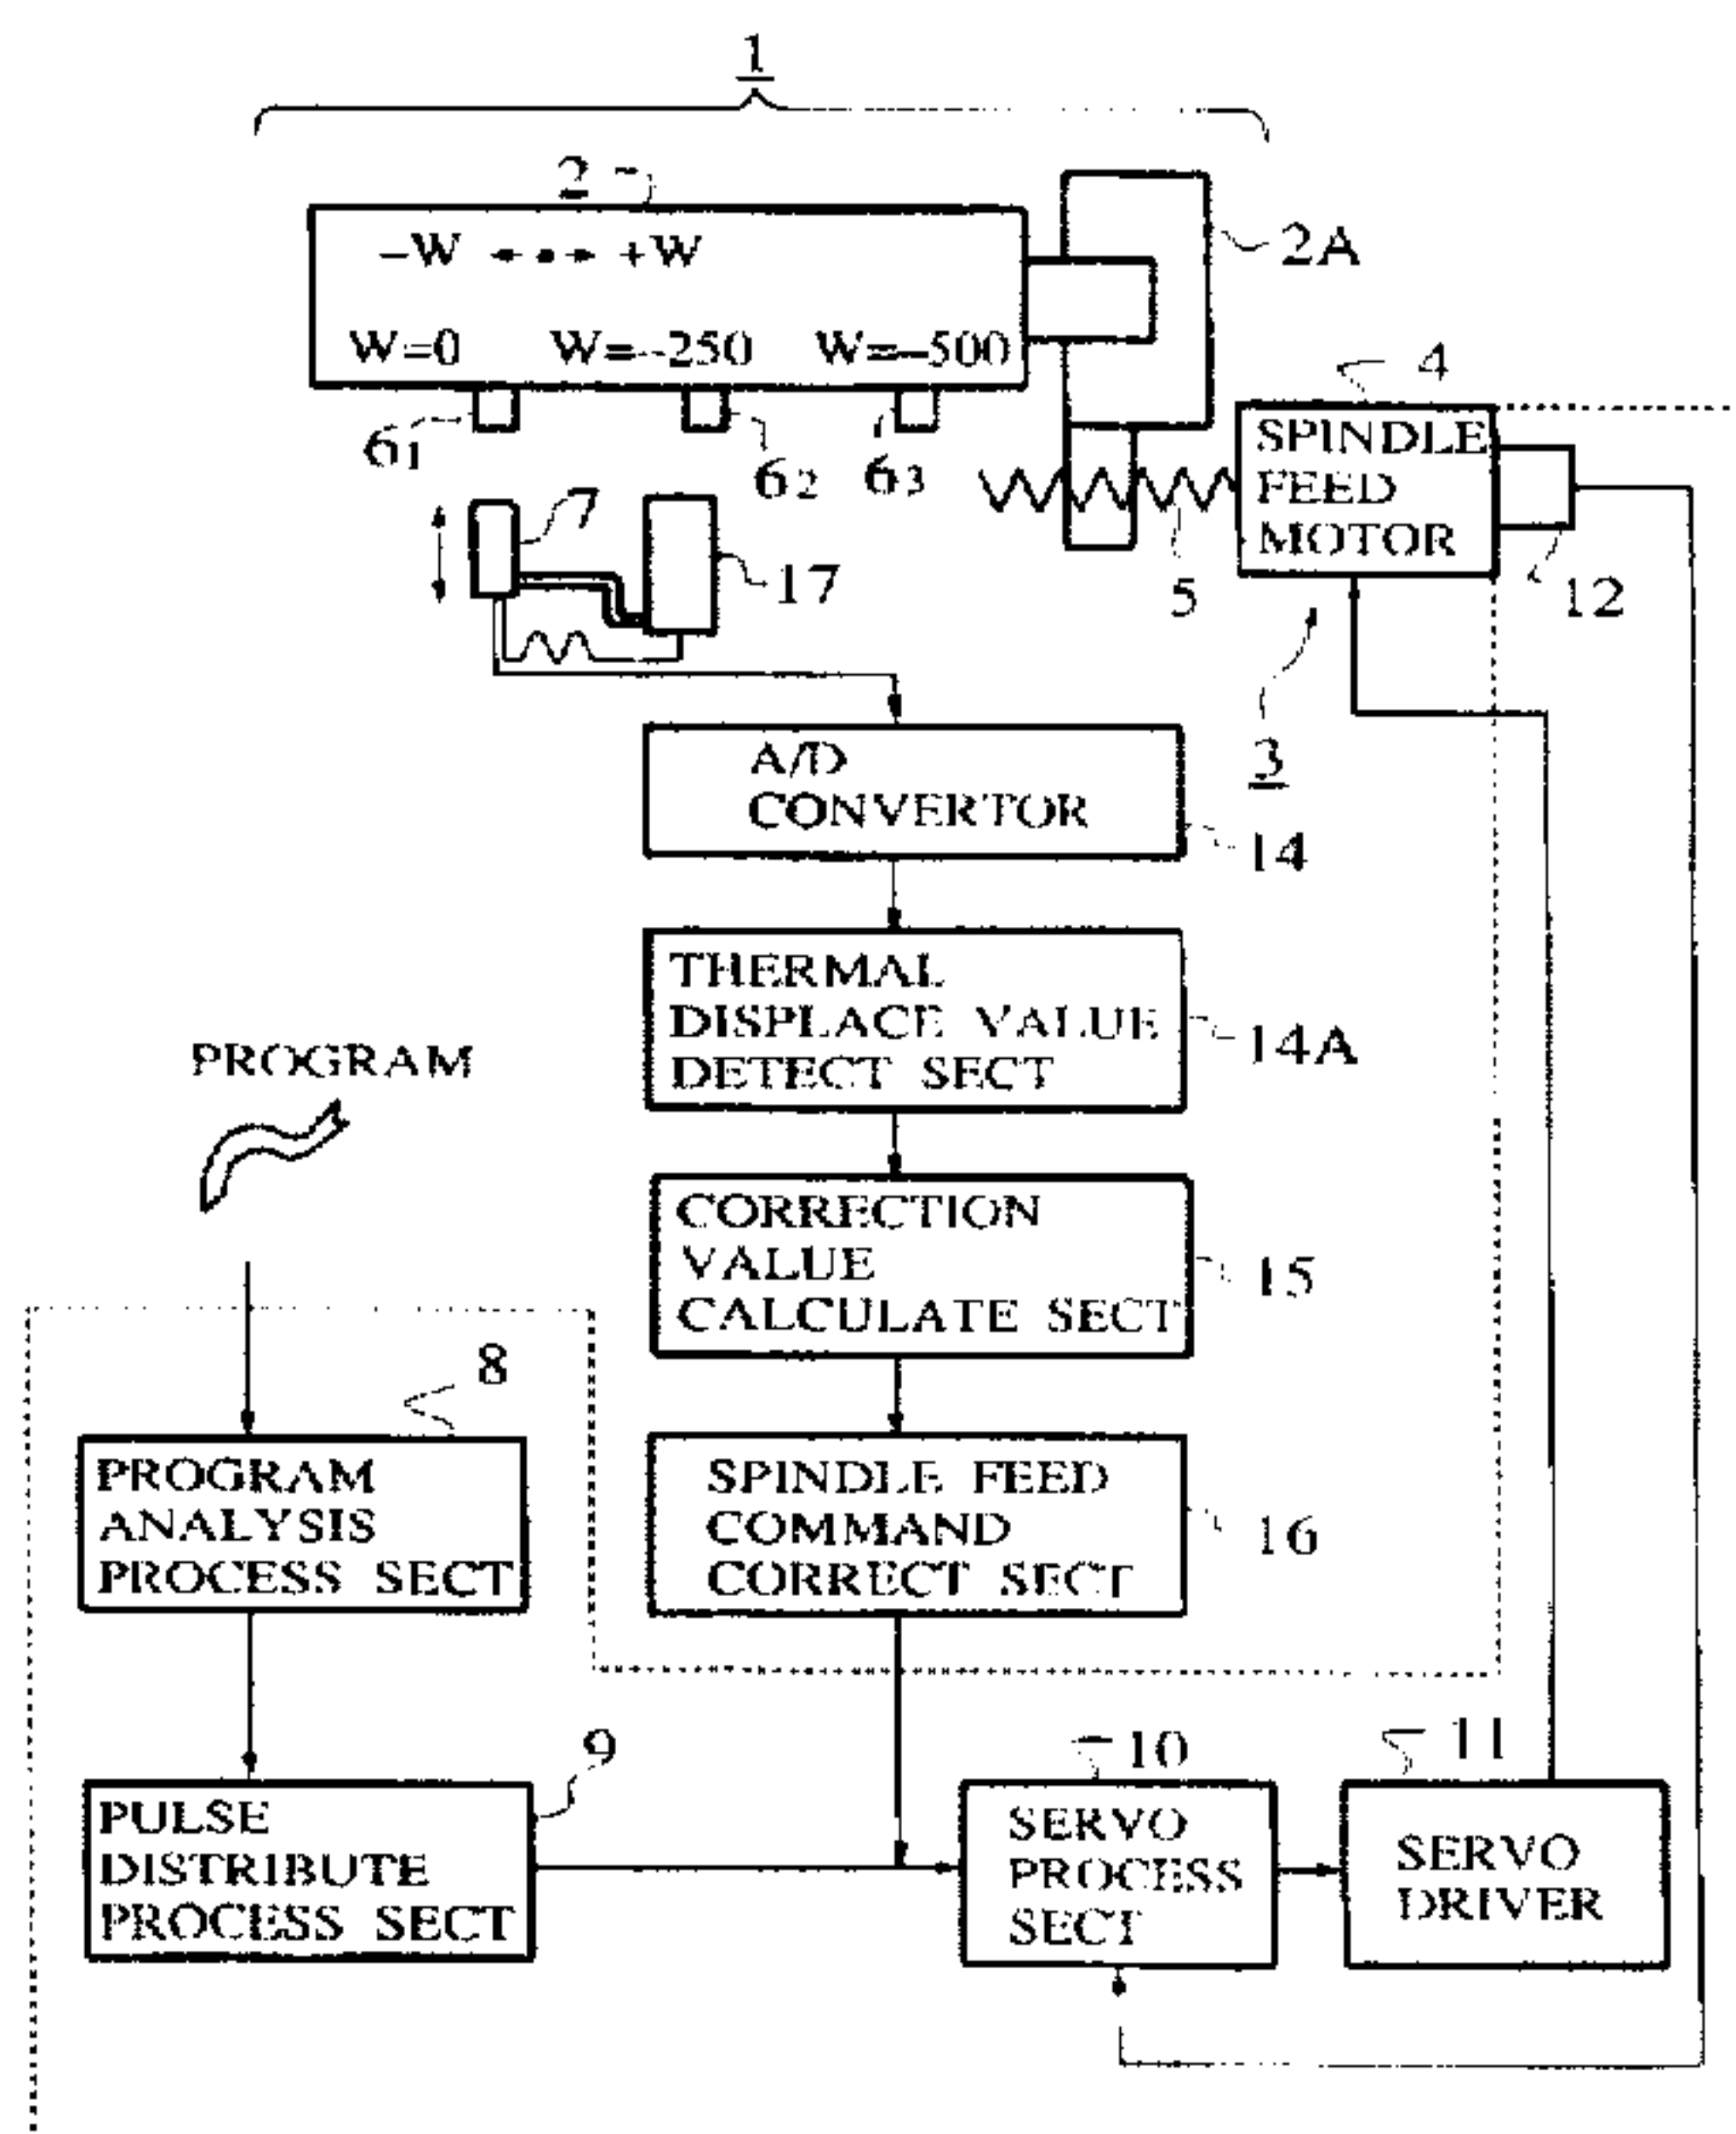 1
2
2A
−W +W
W=0 W=−250 W=−500
4
SPINDLE
FEED
MOTOR
6₁
6₂
6₃
7
17
5
12
3
A/D
CONVERTOR
14
THERMAL
DISPLACE VALUE
DETECT SECT
14A
PROGRAM
CORRECTION
VALUE
CALCULATE SECT
15
8
PROGRAM
ANALYSIS
PROCESS SECT
SPINDLE FEED
COMMAND
CORRECT SECT
16
9
PULSE
DISTRIBUTE
PROCESS SECT
10
SERVO
PROCESS
SECT
11
SERVO
DRIVER